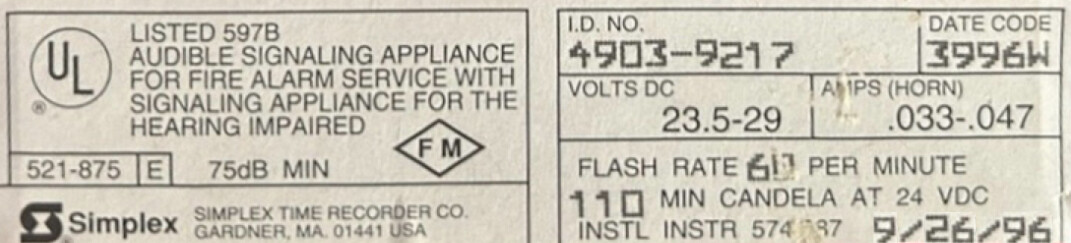 UL
LISTED 597B
AUDIBLE SIGNALING APPLIANCE
FOR FIRE ALARM SERVICE WITH
SIGNALING APPLIANCE FOR THE
HEARING IMPAIRED
®
FM
521-875 E 75dB MIN
Simplex SIMPLEX TIME RECORDER CO.
GARDNER, MA. 01441 USA
I.D. NO. DATE CODE
4903-9217 3996W
VOLTS DC AMPS (HORN)
23.5-29 .033-.047
FLASH RATE 60 PER MINUTE
110 MIN CANDELA AT 24 VDC
INSTL INSTR 9/26/96